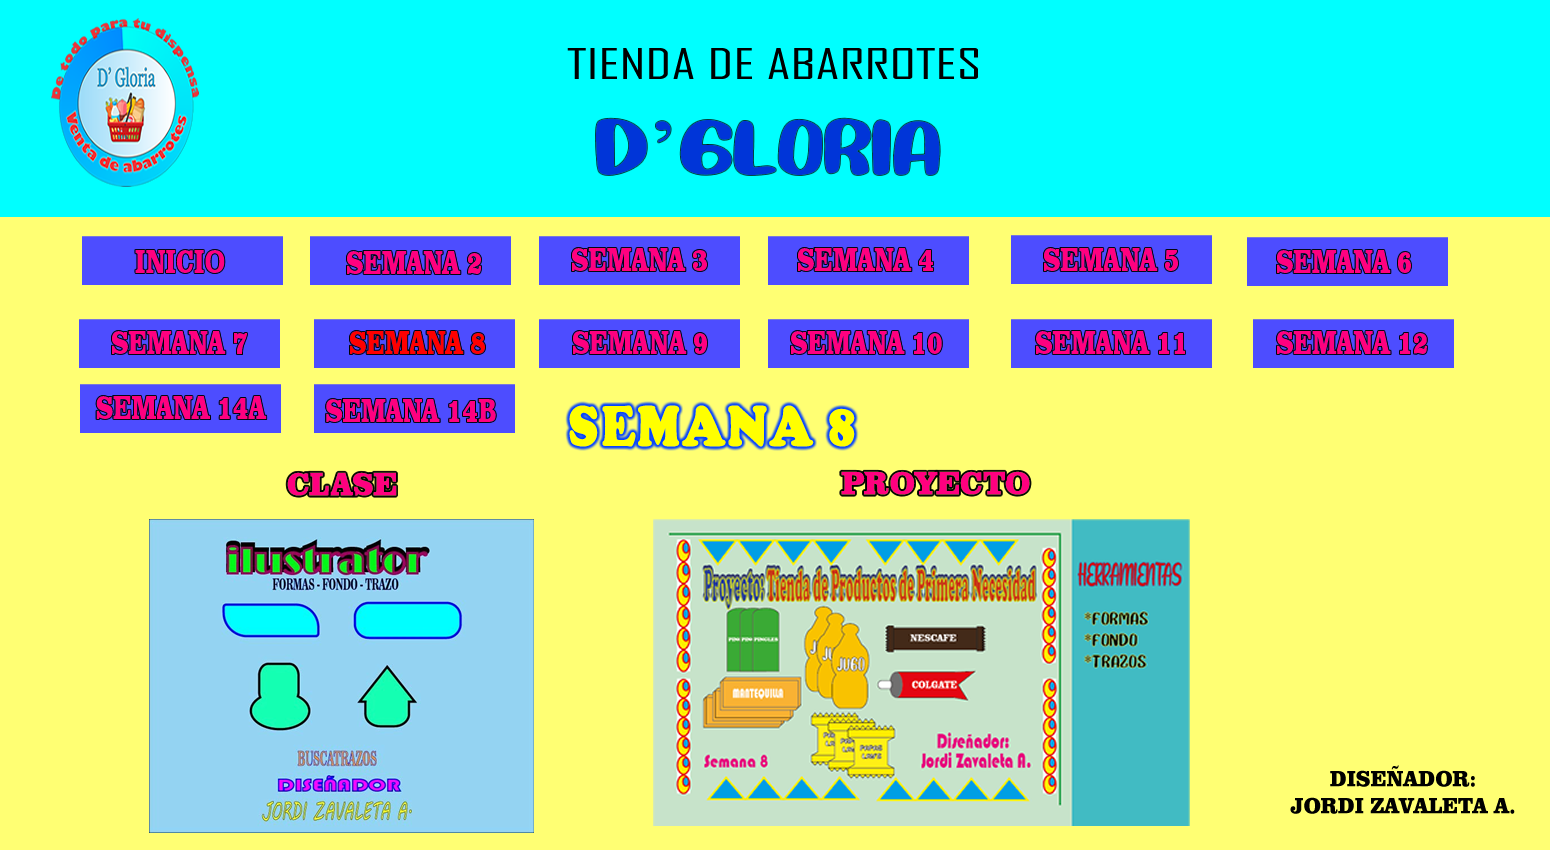 De todo para tu dispensa
D' Gloria
Venta de abarrotes
TIENDA DE ABARROTES
D'GLORIA
INICIO
SEMANA 2
SEMANA 3
SEMANA 4
SEMANA 5
SEMANA 6
SEMANA 7
SEMANA 8
SEMANA 9
SEMANA 10
SEMANA 11
SEMANA 12
SEMANA 14A
SEMANA 14B
SEMANA 8
CLASE
PROYECTO
ilustrator
FORMAS - FONDO - TRAZO
BUSCATRAZOS
DISEÑADOR
JORDI ZAVALETA A.
Proyecto: Tienda de Productos de Primera Necesidad
JUGO
NESCAFE
COLGATE
MANTEQUILLA
PAPAS
Semana 8
Diseñador:
Jordi Zavaleta A.
HERRAMIENTAS
*FORMAS
*FONDO
*TRAZOS
DISEÑADOR:
JORDI ZAVALETA A.